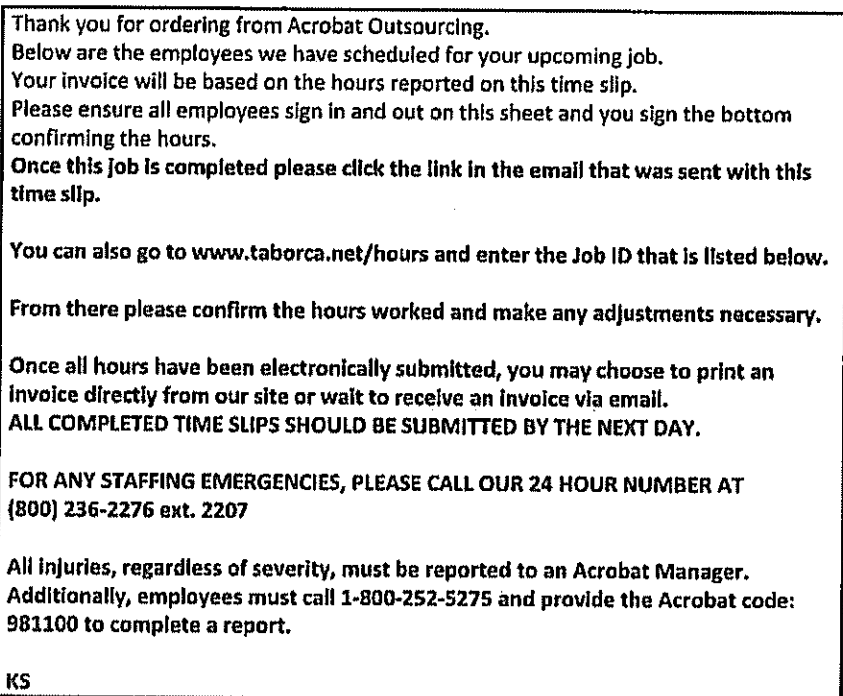 Thank you for ordering from Acrobat Outsourcing.
Below are the employees we have scheduled for your upcoming job.
Your invoice will be based on the hours reported on this time slip.
Please ensure all employees sign in and out on this sheet and you sign the bottom
confirming the hours.
Once this job is completed please click the link in the email that was sent with this
time slip.
You can also go to www.taborca.net/hours and enter the Job ID that is listed below.
From there please confirm the hours worked and make any adjustments necessary.
Once all hours have been electronically submitted, you may choose to print an
invoice directly from our site or wait to receive an invoice via email.
ALL COMPLETED TIME SLIPS SHOULD BE SUBMITTED BY THE NEXT DAY.
FOR ANY STAFFING EMERGENCIES, PLEASE CALL OUR 24 HOUR NUMBER AT
(800) 236-2276 ext. 2207
All injuries, regardless of severity, must be reported to an Acrobat Manager.
Additionally, employees must call 1-800-252-5275 and provide the Acrobat code:
981100 to complete a report.
KS